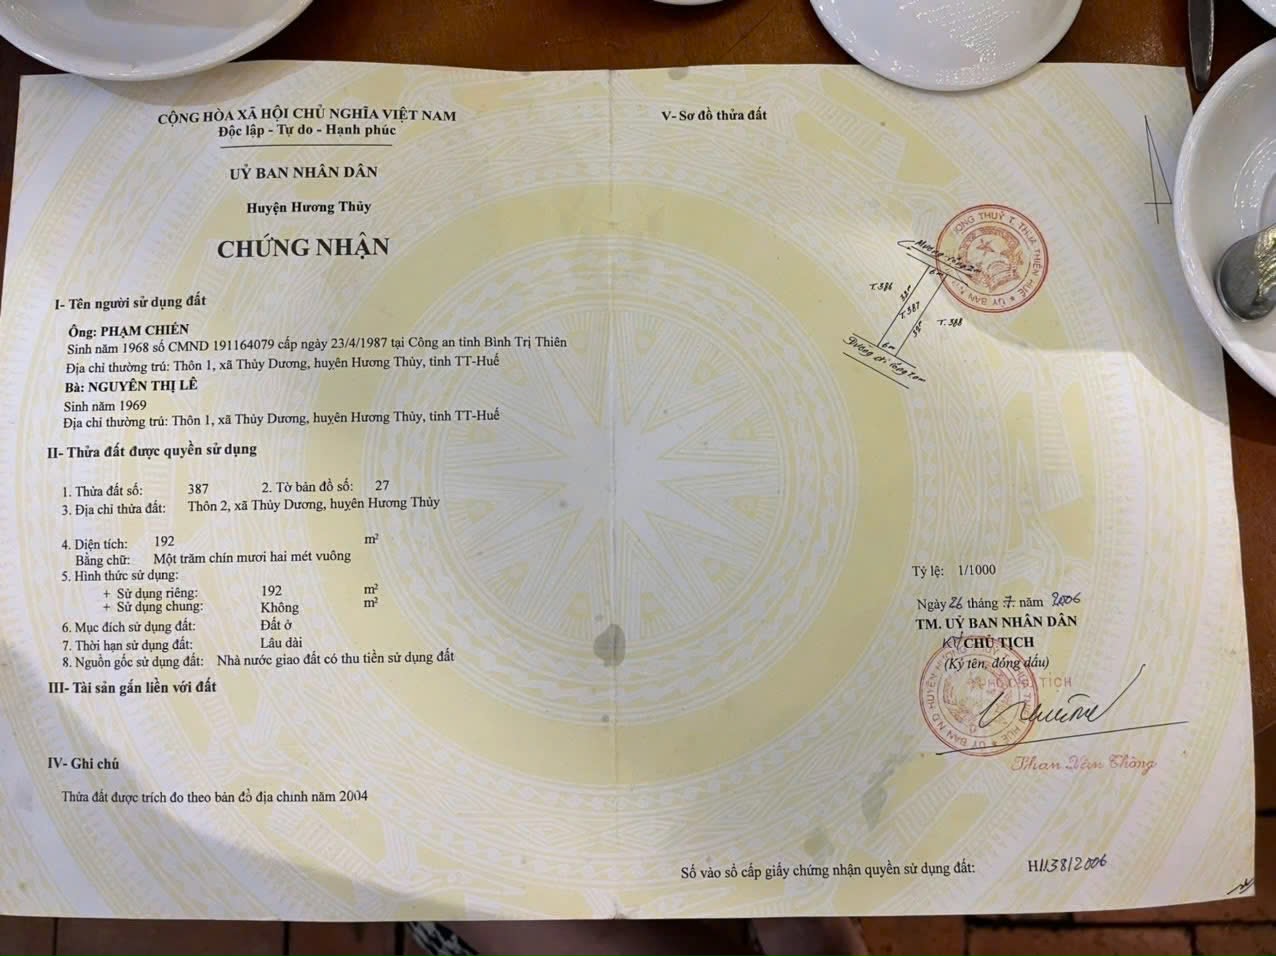 CỘNG HÒA XÃ HỘI CHỦ NGHĨA VIỆT NAM
Độc lập - Tự do - Hạnh phúc
UỶ BAN NHÂN DÂN
Huyện Hương Thủy
CHỨNG NHẬN
I- Tên người sử dụng đất
Ông: PHẠM CHIẾN
Sinh năm 1968 số CMND 191164079 cấp ngày 23/4/1987 tại Công an tỉnh Bình Trị Thiên
Địa chỉ thường trú: Thôn 1, xã Thủy Dương, huyện Hương Thủy, tỉnh TT-Huế
Bà: NGUYỄN THỊ LÊ
Sinh năm 1969
Địa chỉ thường trú: Thôn 1, xã Thủy Dương, huyện Hương Thủy, tỉnh TT-Huế
II- Thửa đất được quyền sử dụng
1. Thửa đất số: 387 2. Tờ bản đồ số: 27
3. Địa chỉ thửa đất: Thôn 2, xã Thủy Dương, huyện Hương Thủy
4. Diện tích: 192 m²
Bằng chữ: Một trăm chín mươi hai mét vuông
5. Hình thức sử dụng:
+ Sử dụng riêng: 192 m²
+ Sử dụng chung: Không m²
6. Mục đích sử dụng đất: Đất ở
7. Thời hạn sử dụng đất: Lâu dài
8. Nguồn gốc sử dụng đất: Nhà nước giao đất có thu tiền sử dụng đất
III- Tài sản gắn liền với đất
IV- Ghi chú
Thửa đất được trích đo theo bản đồ địa chính năm 2004
V- Sơ đồ thửa đất
6m
T.386
T.387
T.388
6m
Tỷ lệ: 1/1000
Ngày 26 tháng 7 năm 2006
TM. UỶ BAN NHÂN DÂN
KT CHỦ TỊCH
(Ký tên, đóng dấu)
TỊCH
Phan Văn Thông
Số vào sổ cấp giấy chứng nhận quyền sử dụng đất: H1138/2006